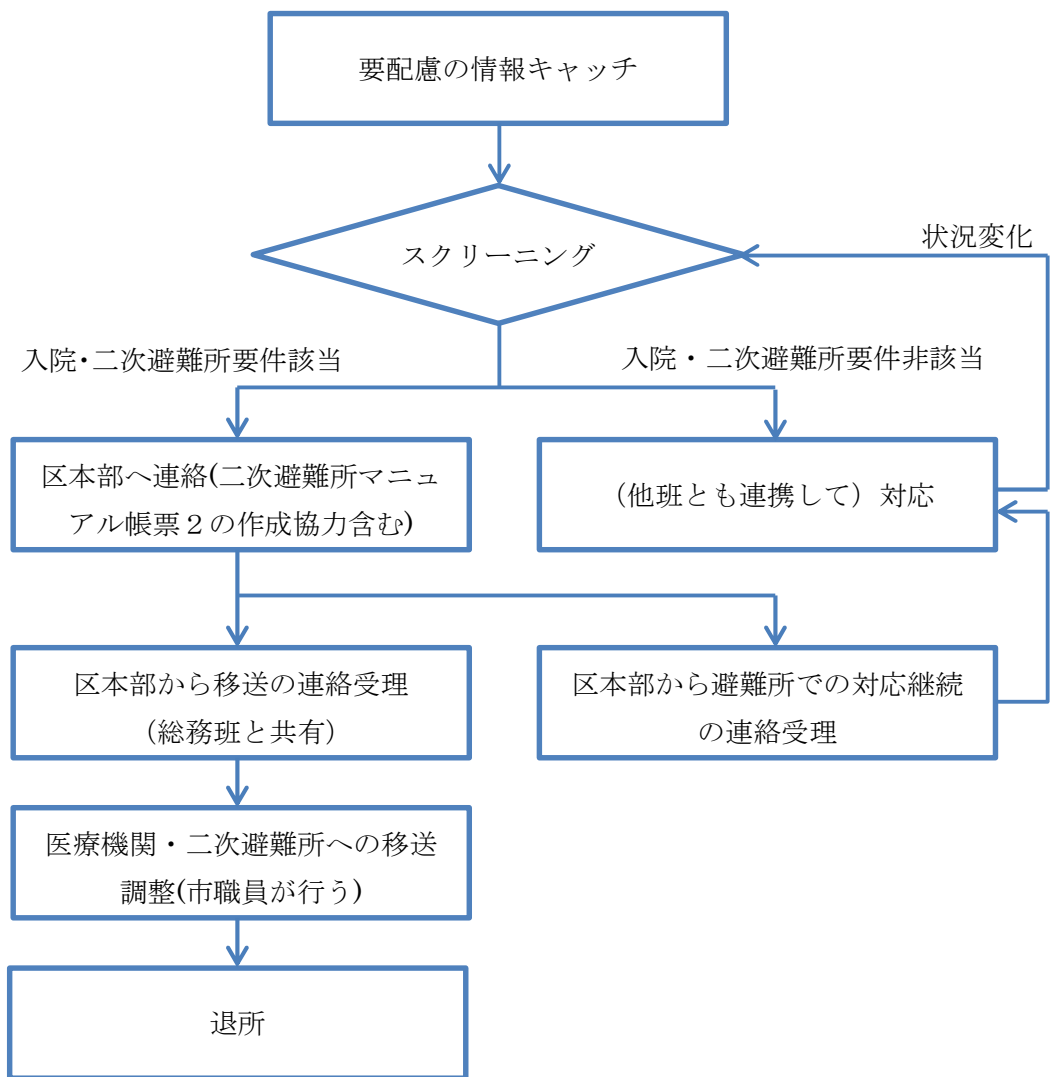 要配慮の情報キャッチ
スクリーニング
状況変化
入院･二次避難所要件該当
入院・二次避難所要件非該当
区本部へ連絡(二次避難所マニュ
アル帳票２の作成協力含む)
（他班とも連携して）対応
区本部から移送の連絡受理
（総務班と共有）
区本部から避難所での対応継続
の連絡受理
医療機関・二次避難所への移送
調整(市職員が行う)
退所